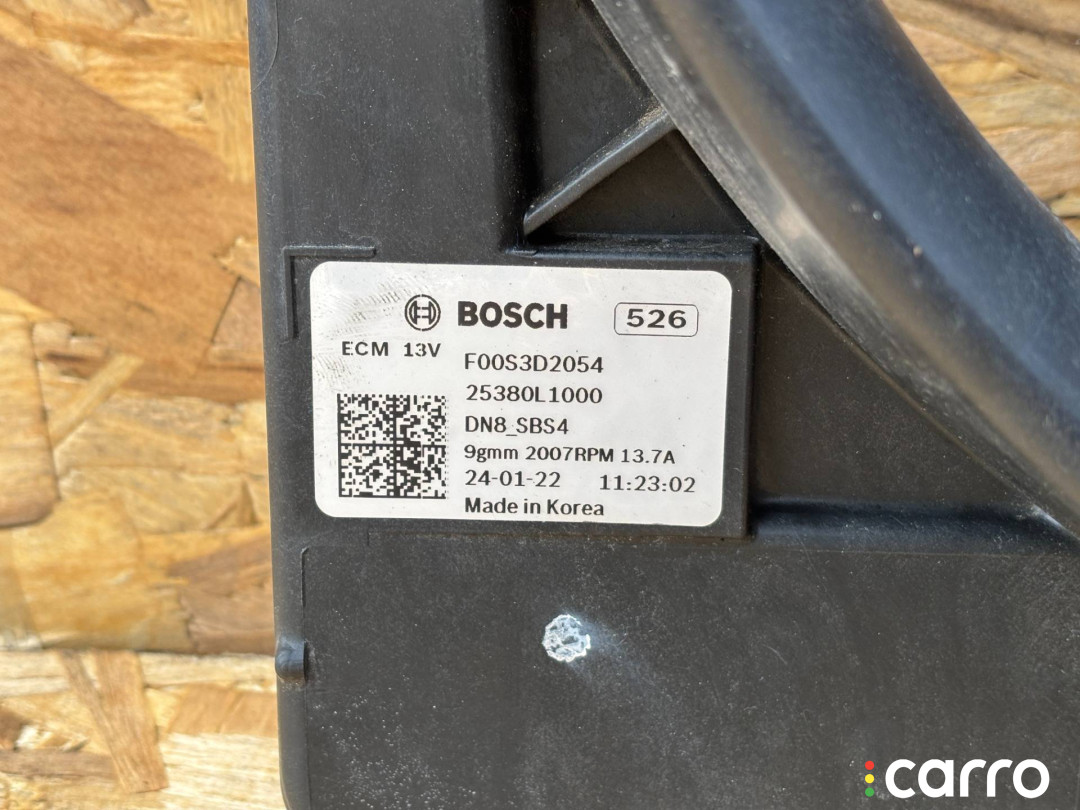 BOSCH 526
ECM 13V
F00S3D2054
25380L1000
DN8_SBS4
9gmm 2007RPM 13.7A
24-01-22 11:23:02
Made in Korea
carro